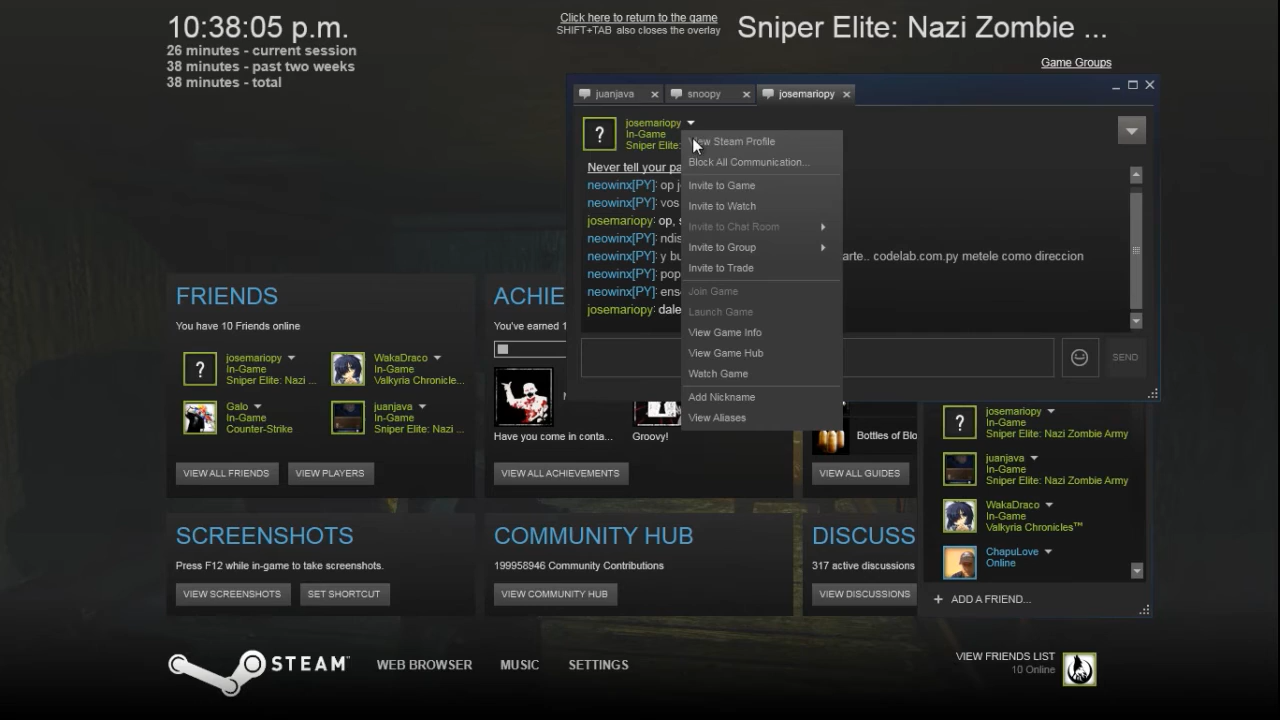 10:38:05 p.m.
26 minutes - current session
38 minutes - past two weeks
38 minutes - total
Click here to return to the game
SHIFT+TAB also closes the overlay
Sniper Elite: Nazi Zombie ...
Game Groups
juanjava
snoopy
josemariopy
josemariopy
In-Game
Sniper Elite:
Never tell your pa
neowinx[PY]: op j
neowinx[PY]: vos
josemariopy: op, s
neowinx[PY]: ndis
neowinx[PY]: y bu arte.. codelab.com.py metele como direccion
neowinx[PY]: pop
neowinx[PY]: ens
josemariopy: dale
SEND
View Steam Profile
Block All Communication...
Invite to Game
Invite to Watch
Invite to Chat Room
Invite to Group
Invite to Trade
Join Game
Launch Game
View Game Info
View Game Hub
Watch Game
Add Nickname
View Aliases
FRIENDS
You have 10 Friends online
josemariopy
In-Game
Sniper Elite: Nazi ...
WakaDraco
In-Game
Valkyria Chronicle...
Galo
In-Game
Counter-Strike
juanjava
In-Game
Sniper Elite: Nazi ...
VIEW ALL FRIENDS
VIEW PLAYERS
ACHIE
You've earned 1
Have you come in conta...
Groovy!
VIEW ALL ACHIEVEMENTS
Bottles of Blo
VIEW ALL GUIDES
josemariopy
In-Game
Sniper Elite: Nazi Zombie Army
juanjava
In-Game
Sniper Elite: Nazi Zombie Army
WakaDraco
In-Game
Valkyria Chronicles™
ChapuLove
Online
+ ADD A FRIEND...
SCREENSHOTS
Press F12 while in-game to take screenshots.
VIEW SCREENSHOTS
SET SHORTCUT
COMMUNITY HUB
199958946 Community Contributions
VIEW COMMUNITY HUB
DISCUSS
317 active discussions
VIEW DISCUSSIONS
STEAM™
WEB BROWSER
MUSIC
SETTINGS
VIEW FRIENDS LIST
10 Online